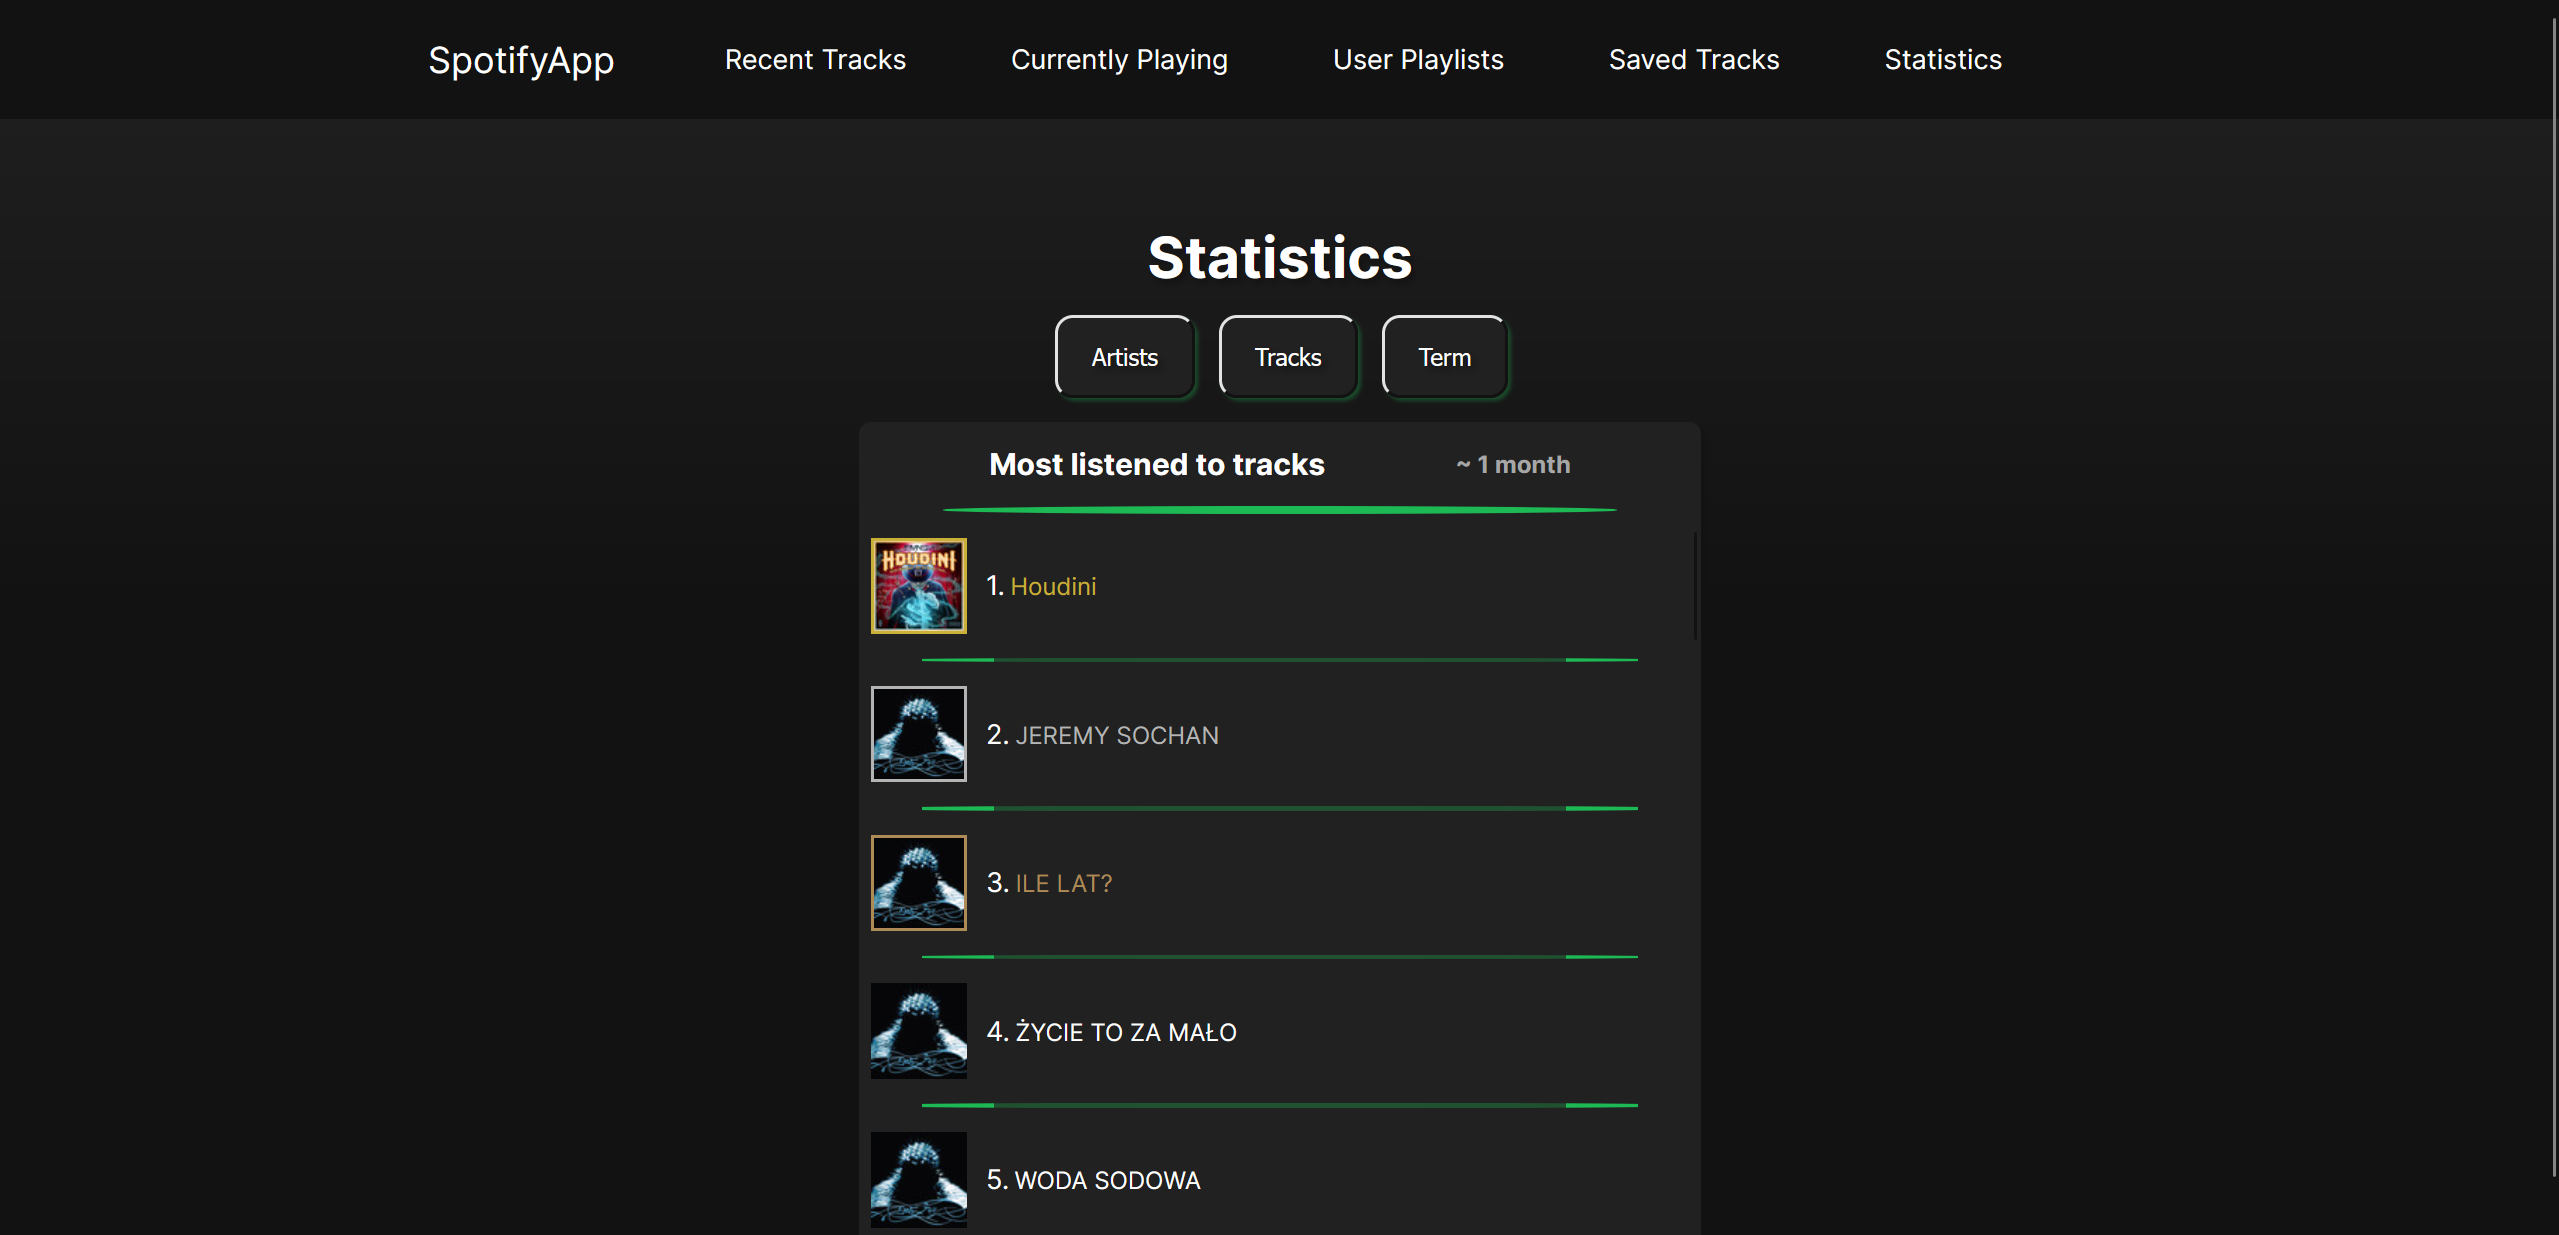 SpotifyApp Recent Tracks Currently Playing User Playlists Saved Tracks Statistics
Statistics
Artists Tracks Term
Most listened to tracks ~ 1 month
HOUDINI
1. Houdini
2. JEREMY SOCHAN
3. ILE LAT?
4. ŻYCIE TO ZA MAŁO
5. WODA SODOWA